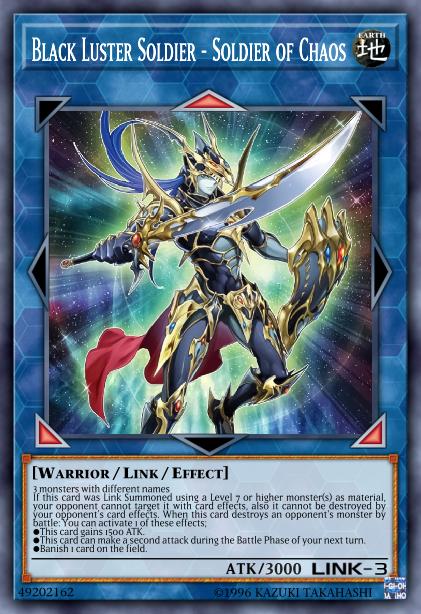 Black Luster Soldier - Soldier of Chaos
EARTH
地
[Warrior / Link / Effect]
3 monsters with different names
If this card was Link Summoned using a Level 7 or higher monster(s) as material,
your opponent cannot target it with card effects, also it cannot be destroyed by
your opponent's card effects. When this card destroys an opponent's monster by
battle: You can activate 1 of these effects;
●This card gains 1500 ATK.
●This card can make a second attack during the Battle Phase of your next turn.
●Banish 1 card on the field.
ATK/3000 LINK-3
49202162 ©1996 KAZUKI TAKAHASHI